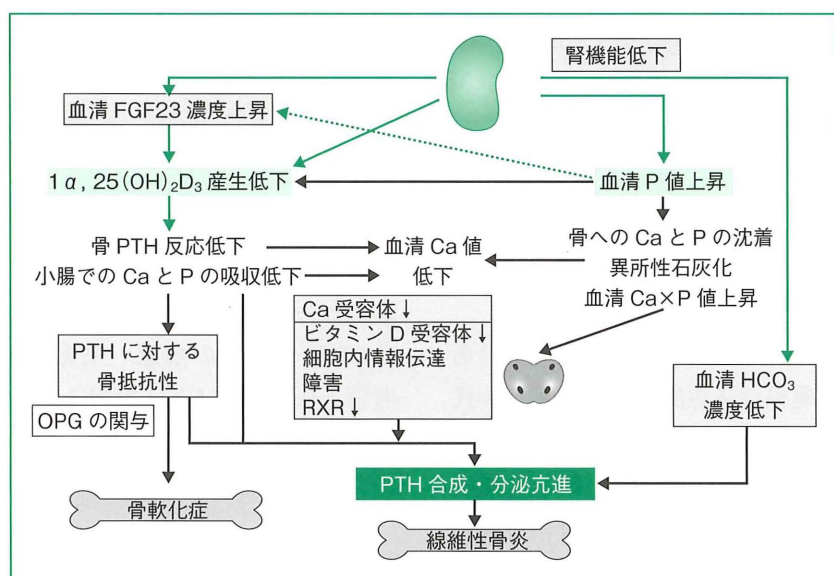 腎機能低下
血清 FGF23 濃度上昇
1α, 25(OH)₂D₃ 産生低下
血清 P 値上昇
骨 PTH 反応低下
小腸での Ca と P の吸収低下
血清 Ca 値
低下
骨への Ca と P の沈着
異所性石灰化
血清 Ca×P 値上昇
Ca 受容体↓
ビタミン D 受容体↓
細胞内情報伝達
障害
RXR↓
PTH に対する
骨抵抗性
OPG の関与
血清 HCO₃
濃度低下
PTH 合成・分泌亢進
骨軟化症
線維性骨炎